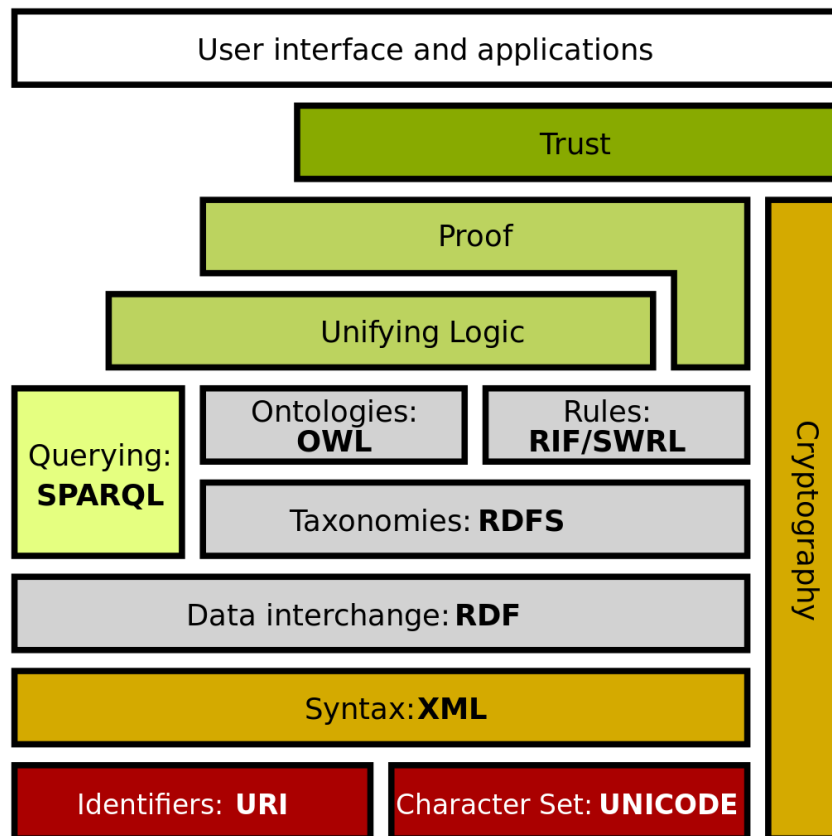 User interface and applications
Trust
Proof
Unifying Logic
Ontologies:
OWL
Rules:
RIF/SWRL
Querying:
SPARQL
Taxonomies: RDFS
Cryptography
Data interchange: RDF
Syntax: XML
Identifiers: URI
Character Set: UNICODE